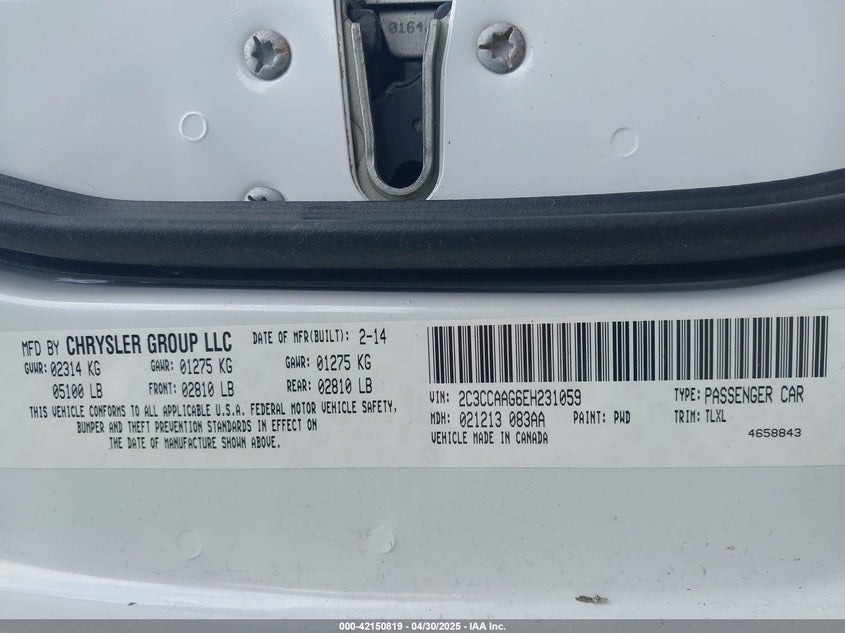 0164
MFD BY CHRYSLER GROUP LLC DATE OF MFR(BUILT): 2-14
GVWR: 02314 KG GAWR: 01275 KG GAWR: 01275 KG
05100 LB FRONT: 02810 LB REAR: 02810 LB
THIS VEHICLE CONFORMS TO ALL APPLICABLE U.S.A. FEDERAL MOTOR VEHICLE SAFETY,
BUMPER AND THEFT PREVENTION STANDARDS IN EFFECT ON
THE DATE OF MANUFACTURE SHOWN ABOVE.
VIN: 2C3CCAAG6EH231059 TYPE: PASSENGER CAR
MDH: 021213 083AA PAINT: PWD TRIM: TLXL
VEHICLE MADE IN CANADA 4658843
000-42150819 - 04/30/2025 - IAA Inc.